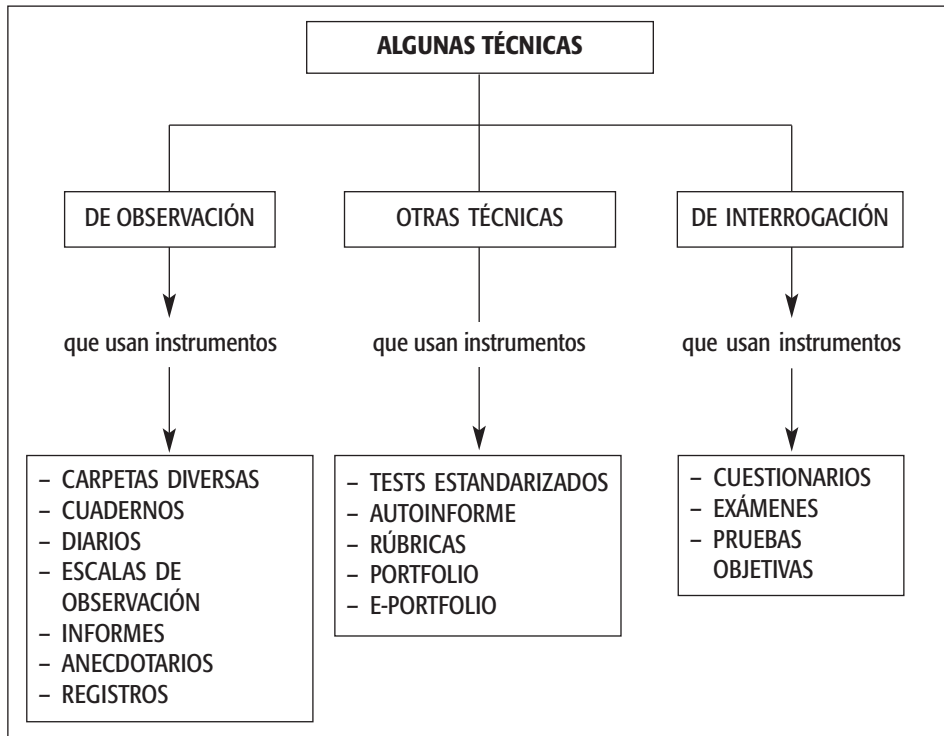 ALGUNAS TÉCNICAS
DE OBSERVACIÓN
OTRAS TÉCNICAS
DE INTERROGACIÓN
que usan instrumentos
que usan instrumentos
que usan instrumentos
– CARPETAS DIVERSAS
– CUADERNOS
– DIARIOS
– ESCALAS DE
OBSERVACIÓN
– INFORMES
– ANECDOTARIOS
– REGISTROS
– TESTS ESTANDARIZADOS
– AUTOINFORME
– RÚBRICAS
– PORTFOLIO
– E-PORTFOLIO
– CUESTIONARIOS
– EXÁMENES
– PRUEBAS
OBJETIVAS